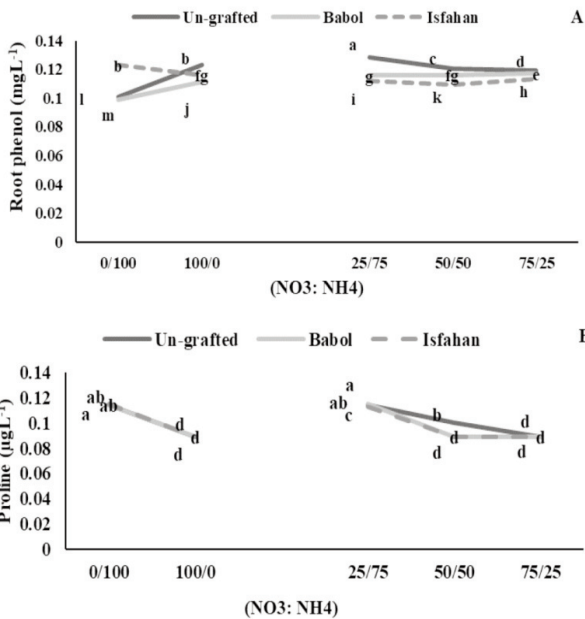 Un-grafted Babol Isfahan
A
Root phenol (mgL-1)
0.14
0.12
0.1
0.08
0.06
0.04
0.02
0
b b fg
l m j
a c d
g fg e
i k h
0/100 100/0 25/75 50/50 75/25
(NO3: NH4)
Un-grafted Babol Isfahan
Proline (µgL-1)
0.14
0.12
0.1
0.08
0.06
0.04
0.02
0
ab ab a
d d d
a ab c
b d d
d d d
0/100 100/0 25/75 50/50 75/25
(NO3: NH4)